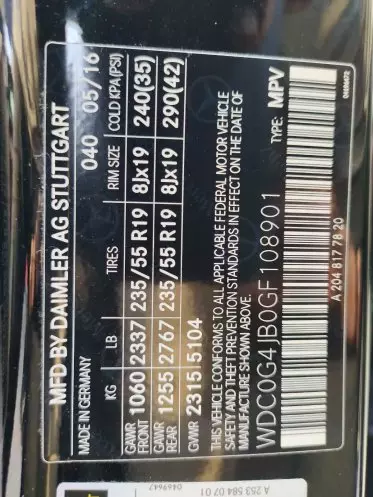 MFD BY DAIMLER AG STUTTGART
MADE IN GERMANY 040 05/16
KG LB TIRES RIM SIZE COLD KPA(PSI)
GAWR FRONT 1060 2337 235/55 R19 8Jx19 240(35)
GAWR REAR 1255 2767 235/55 R19 8Jx19 290(42)
GVWR 2315 5104
THIS VEHICLE CONFORMS TO ALL APPLICABLE FEDERAL MOTOR VEHICLE
SAFETY AND THEFT PREVENTION STANDARDS IN EFFECT ON THE DATE OF
MANUFACTURE SHOWN ABOVE.
WDC0G4JB0GF108901 TYPE: MPV
A 204 817 78 20
A 253 584 07 01
0469647